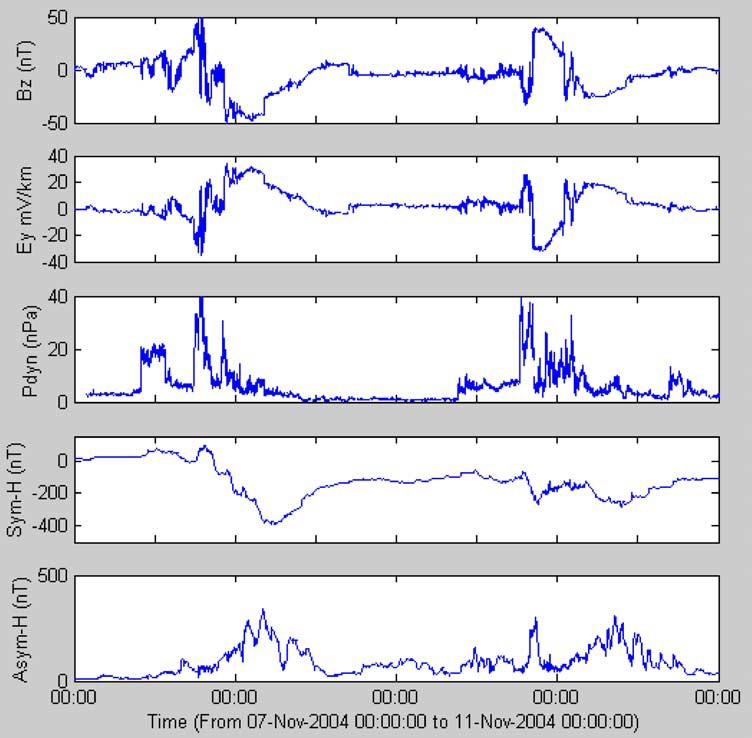 50
0
-50
Bz (nT)
40
20
0
-20
-40
Ey mV/km
40
20
0
Pdyn (nPa)
0
-200
-400
Sym-H (nT)
500
0
Asym-H (nT)
00:00 00:00 00:00 00:00 00:00
Time (From 07-Nov-2004 00:00:00 to 11-Nov-2004 00:00:00)